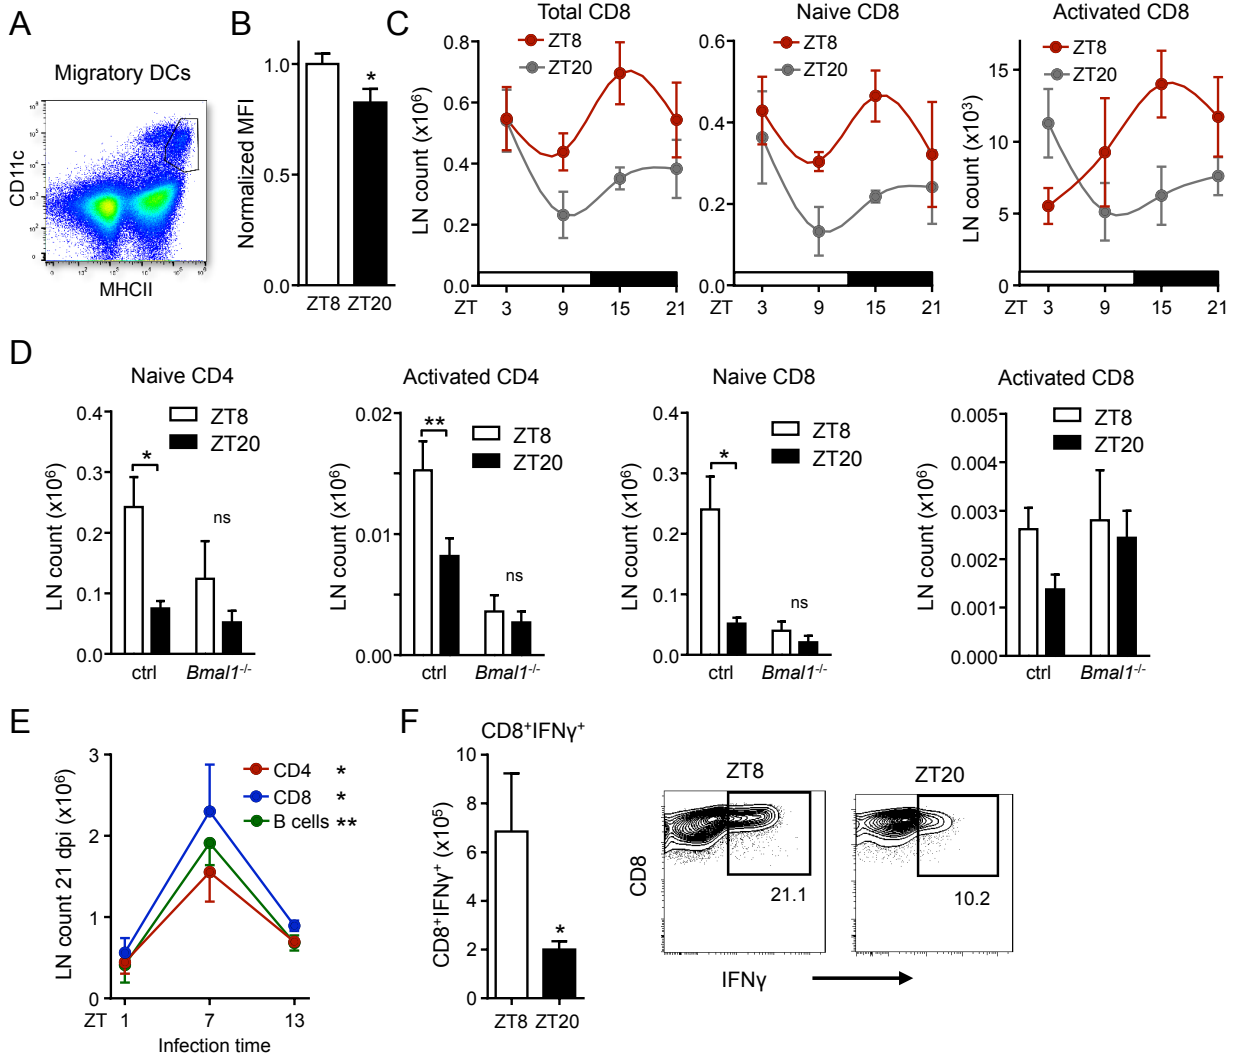 A
Migratory DCs
CD11c
MHCII
B
Normalized MFI
1.0
0.5
0.0
*
ZT8 ZT20
C
Total CD8
ZT8
ZT20
LN count (x10⁶)
0.8
0.6
0.4
0.2
0.0
ZT 3 9 15 21
Naive CD8
ZT8
ZT20
LN count (x10⁶)
0.6
0.4
0.2
0.0
ZT 3 9 15 21
Activated CD8
ZT8
ZT20
LN count (x10³)
15
10
5
0
ZT 3 9 15 21
D
Naive CD4
ZT8
ZT20
LN count (x10⁶)
0.4
0.3
0.2
0.1
0.0
*
ns
ctrl Bmal1⁻/⁻
Activated CD4
ZT8
ZT20
LN count (x10⁶)
0.02
0.01
0.00
**
ns
ctrl Bmal1⁻/⁻
Naive CD8
ZT8
ZT20
LN count (x10⁶)
0.4
0.3
0.2
0.1
0.0
*
ns
ctrl Bmal1⁻/⁻
Activated CD8
ZT8
ZT20
LN count (x10⁶)
0.005
0.004
0.003
0.002
0.001
0.000
ctrl Bmal1⁻/⁻
E
LN count 21 dpi (x10⁶)
3
2
1
0
CD4 *
CD8 *
B cells **
ZT 1 7 13
Infection time
F
CD8⁺IFNγ⁺
CD8⁺IFNγ⁺ (x10⁵)
10
8
6
4
2
0
*
ZT8 ZT20
ZT8
ZT20
CD8
21.1
10.2
IFNγ